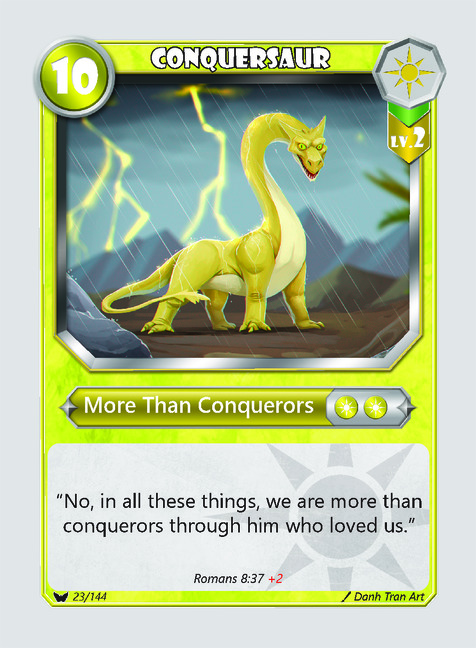 CONQUERSAUR
10
LV.2
More Than Conquerors
“No, in all these things, we are more than
conquerors through him who loved us.”
Romans 8:37 +2
23/144
Danh Tran Art